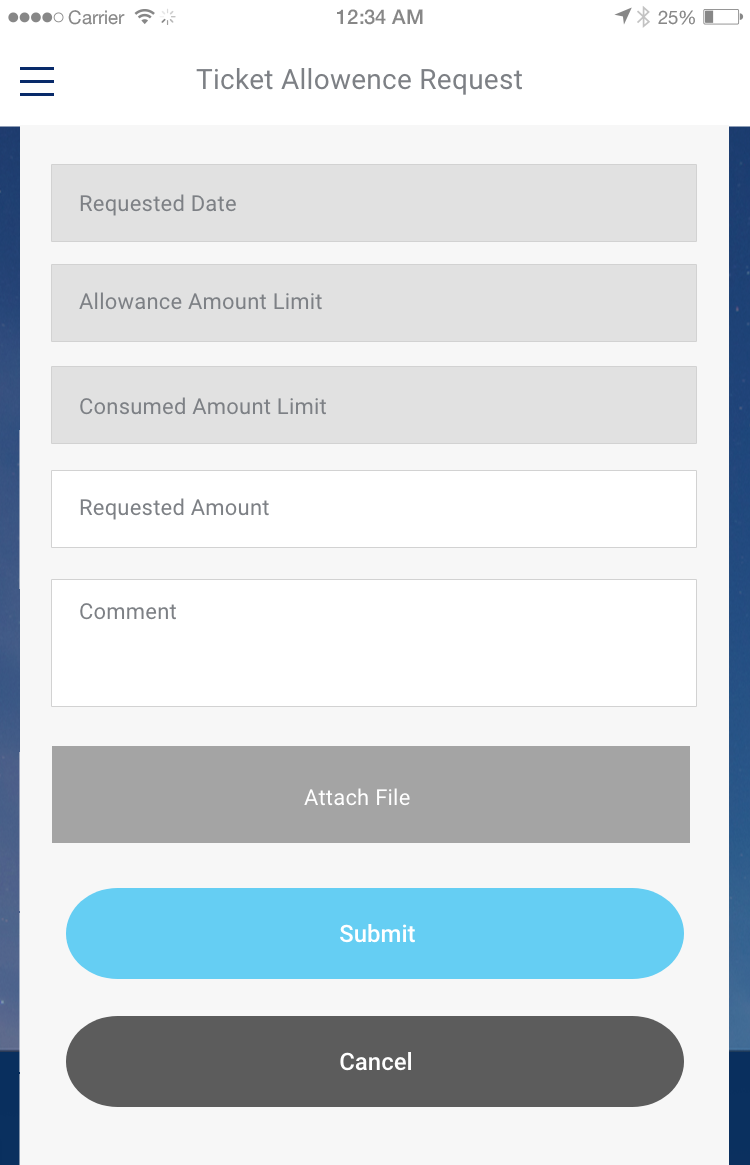 Carrier 12:34 AM 25%
Ticket Allowence Request
Requested Date
Allowance Amount Limit
Consumed Amount Limit
Requested Amount
Comment
Attach File
Submit
Cancel